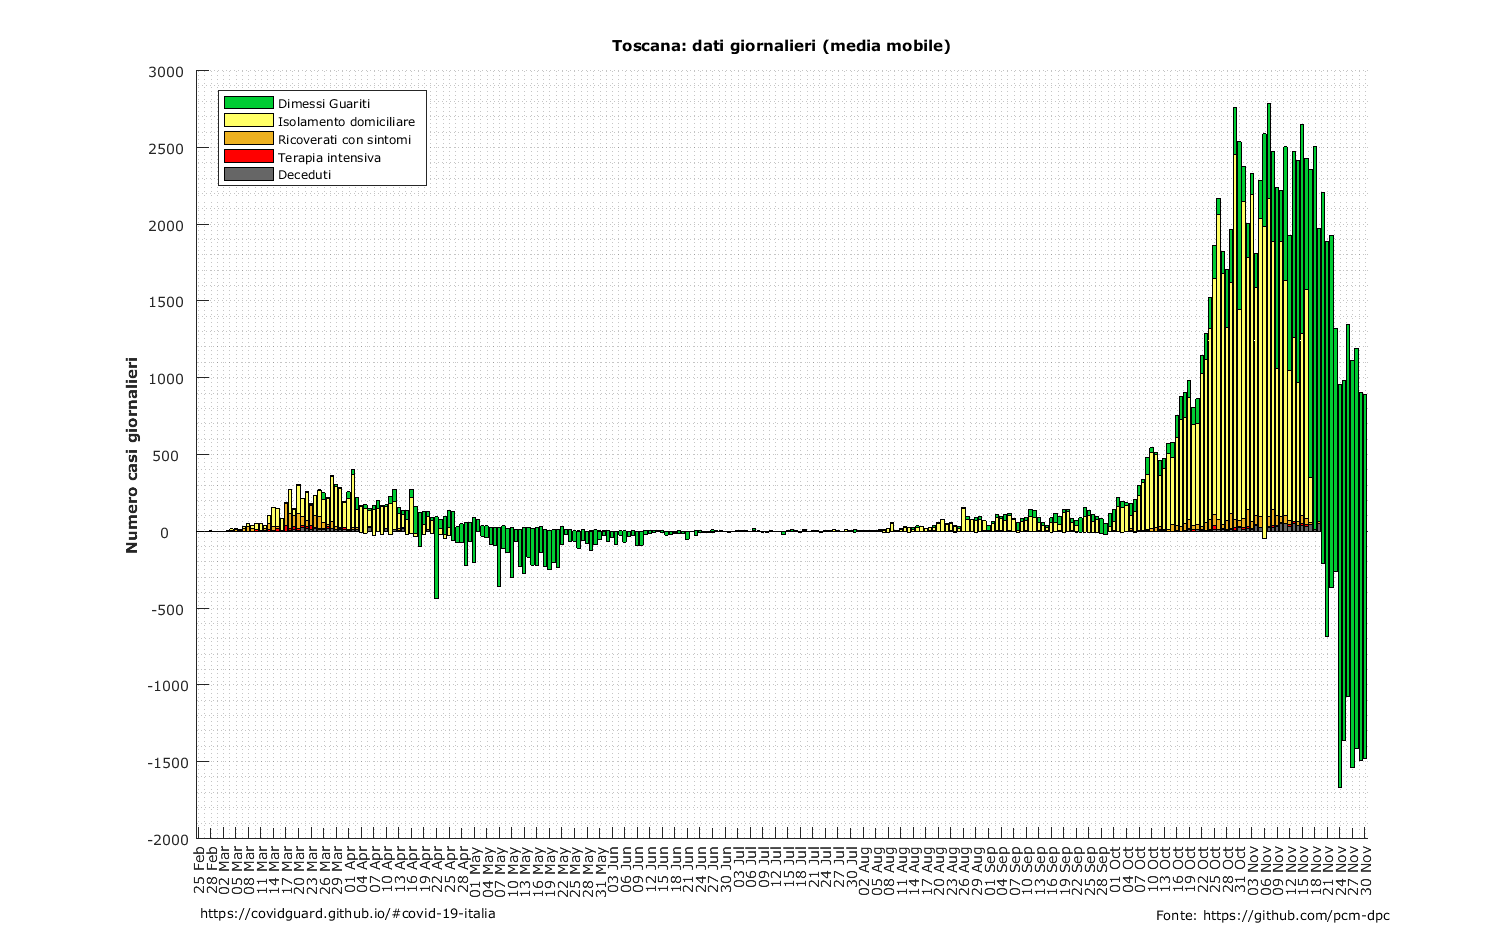 Toscana: dati giornalieri (media mobile)
3000
2500
2000
1500
1000
500
0
-500
-1000
-1500
-2000
Numero casi giornalieri
Dimessi Guariti
Isolamento domiciliare
Ricoverati con sintomi
Terapia intensiva
Deceduti
25 Feb
28 Feb
02 Mar
05 Mar
08 Mar
11 Mar
14 Mar
17 Mar
20 Mar
23 Mar
26 Mar
29 Mar
01 Apr
04 Apr
07 Apr
10 Apr
13 Apr
16 Apr
19 Apr
22 Apr
25 Apr
28 Apr
01 May
04 May
07 May
10 May
13 May
16 May
19 May
22 May
25 May
28 May
31 May
03 Jun
06 Jun
09 Jun
12 Jun
15 Jun
18 Jun
21 Jun
24 Jun
27 Jun
30 Jun
03 Jul
06 Jul
09 Jul
12 Jul
15 Jul
18 Jul
21 Jul
24 Jul
27 Jul
30 Jul
02 Aug
05 Aug
08 Aug
11 Aug
14 Aug
17 Aug
20 Aug
23 Aug
26 Aug
29 Aug
01 Sep
04 Sep
07 Sep
10 Sep
13 Sep
16 Sep
19 Sep
22 Sep
25 Sep
28 Sep
01 Oct
04 Oct
07 Oct
10 Oct
13 Oct
16 Oct
19 Oct
22 Oct
25 Oct
28 Oct
31 Oct
03 Nov
06 Nov
09 Nov
12 Nov
15 Nov
18 Nov
21 Nov
24 Nov
27 Nov
30 Nov
https://covidguard.github.io/#covid-19-italia
Fonte: https://github.com/pcm-dpc